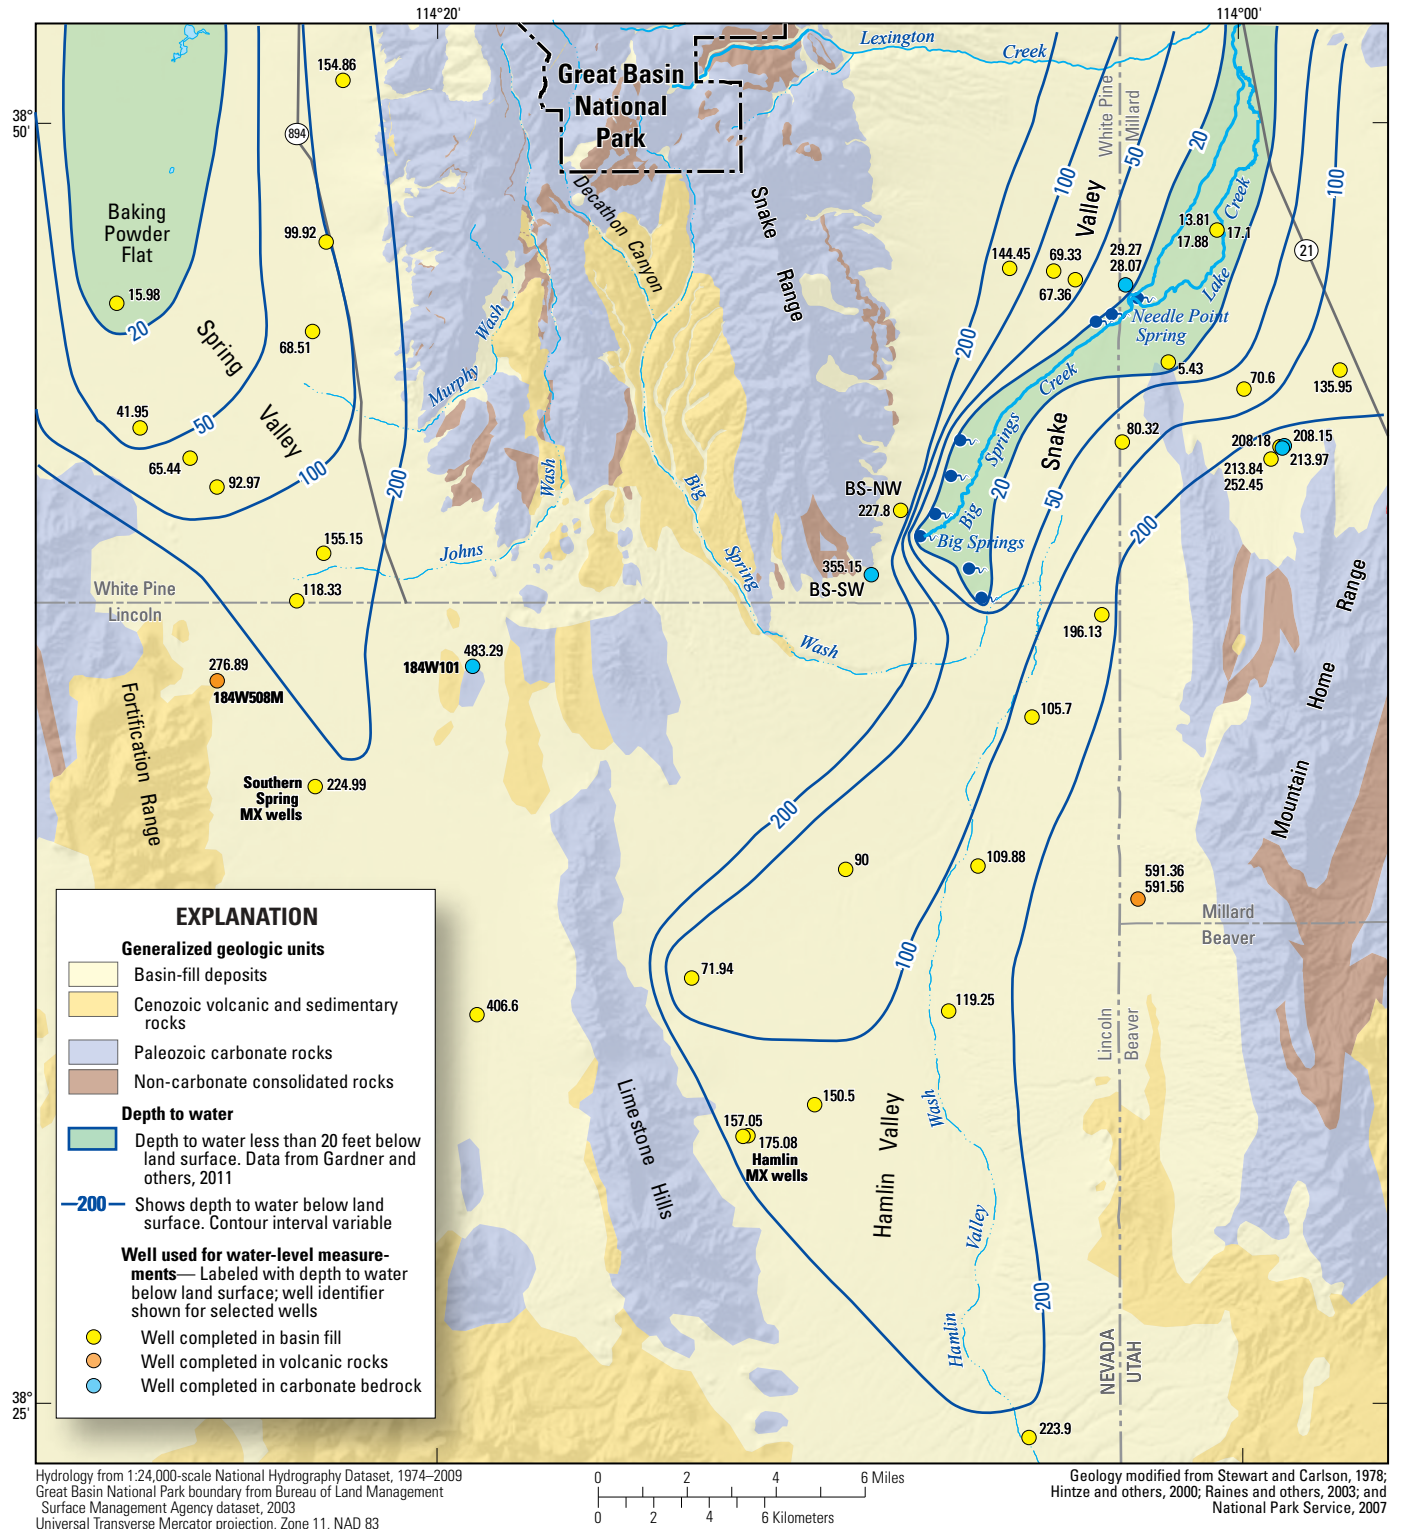 114°20'
114°00'
38°
50'
38°
25'
Lexington
Creek
Great Basin
National
Park
154.86
894
White Pine
Millard
20
50
100
Valley
100
Creek
Baking
Powder
Flat
Decathon Canyon
Snake
Range
13.81
17.88
17.1
99.92
144.45
69.33
67.36
29.27
28.07
21
Lake
15.98
20
Needle Point
Spring
Spring
Valley
68.51
Wash
Murphy
200
5.43
70.6
135.95
Creek
41.95
50
65.44
92.97
100
200
Wash
Big
Springs
Snake
80.32
208.18
208.15
213.84
213.97
252.45
BS-NW
227.8
20
50
Big
Big Springs
200
155.15
Johns
Spring
355.15
BS-SW
White Pine
Lincoln
118.33
Wash
196.13
Range
Home
Mountain
276.89
184W508M
184W101
483.29
105.7
Fortification Range
Southern
Spring
MX wells
224.99
200
90
109.88
591.36
591.56
Millard
Beaver
100
71.94
406.6
119.25
Lincoln
Beaver
Limestone Hills
150.5
157.05
175.08
Hamlin
MX wells
Hamlin Valley
Wash
Valley
Hamlin
200
NEVADA
UTAH
223.9
EXPLANATION
Generalized geologic units
Basin-fill deposits
Cenozoic volcanic and sedimentary
rocks
Paleozoic carbonate rocks
Non-carbonate consolidated rocks
Depth to water
Depth to water less than 20 feet below
land surface. Data from Gardner and
others, 2011
200
Shows depth to water below land
surface. Contour interval variable
Well used for water-level measure-
ments— Labeled with depth to water
below land surface; well identifier
shown for selected wells
Well completed in basin fill
Well completed in volcanic rocks
Well completed in carbonate bedrock
Hydrology from 1:24,000-scale National Hydrography Dataset, 1974–2009
Great Basin National Park boundary from Bureau of Land Management
Surface Management Agency dataset, 2003
Universal Transverse Mercator projection, Zone 11, NAD 83
0 2 4 6 Miles
0 2 4 6 Kilometers
Geology modified from Stewart and Carlson, 1978;
Hintze and others, 2000; Raines and others, 2003; and
National Park Service, 2007